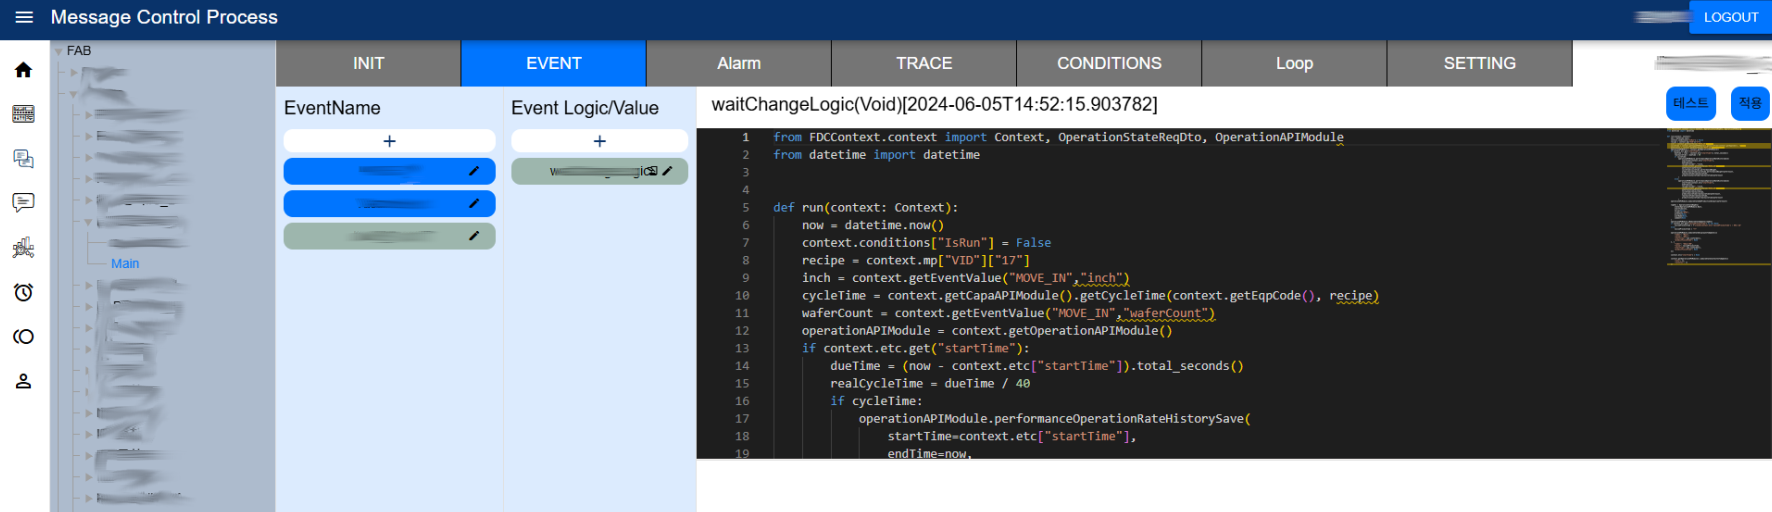 Message Control Process
LOGOUT
FAB
Main
INIT
EVENT
Alarm
TRACE
CONDITIONS
Loop
SETTING
EventName
+
Event Logic/Value
+
waitChangeLogic(Void)[2024-06-05T14:52:15.903782]
テスト
적용
1 from FDCContext.context import Context, OperationStateReqDto, OperationAPIModule
2 from datetime import datetime
3
4
5 def run(context: Context):
6 now = datetime.now()
7 context.conditions["IsRun"] = False
8 recipe = context.mp["VID"]["17"]
9 inch = context.getEventValue("MOVE_IN","inch")
10 cycleTime = context.getCapaAPIModule().getCycleTime(context.getEqpCode(), recipe)
11 waferCount = context.getEventValue("MOVE_IN","waferCount")
12 operationAPIModule = context.getOperationAPIModule()
13 if context.etc.get("startTime"):
14 dueTime = (now - context.etc["startTime"]).total_seconds()
15 realCycleTime = dueTime / 40
16 if cycleTime:
17 operationAPIModule.performanceOperationRateHistorySave(
18 startTime=context.etc["startTime"],
19 endTime=now,